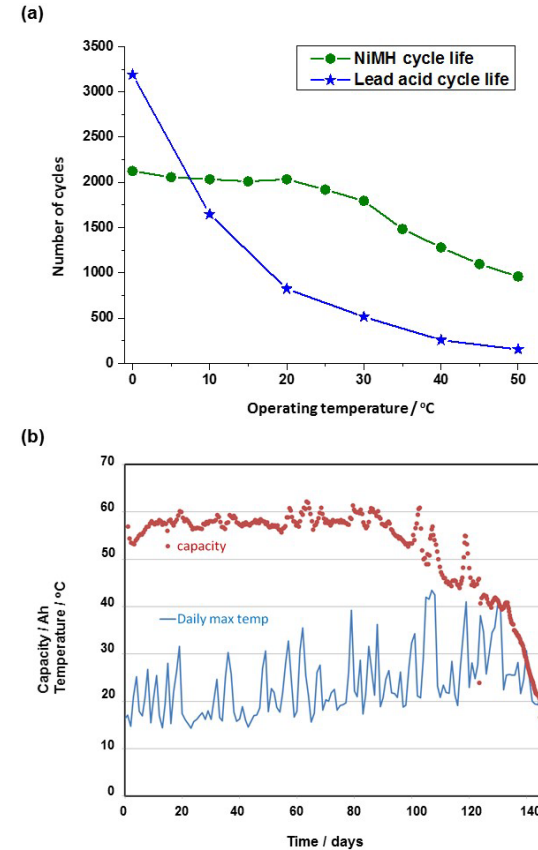 (a)
3500
3000
2500
2000
1500
1000
500
0
Number of cycles
NiMH cycle life
Lead acid cycle life
0 10 20 30 40 50
Operating temperature / °C
(b)
70
60
50
40
30
20
10
0
Capacity / Ah
Temperature / °C
capacity
Daily max temp
0 20 40 60 80 100 120 140
Time / days